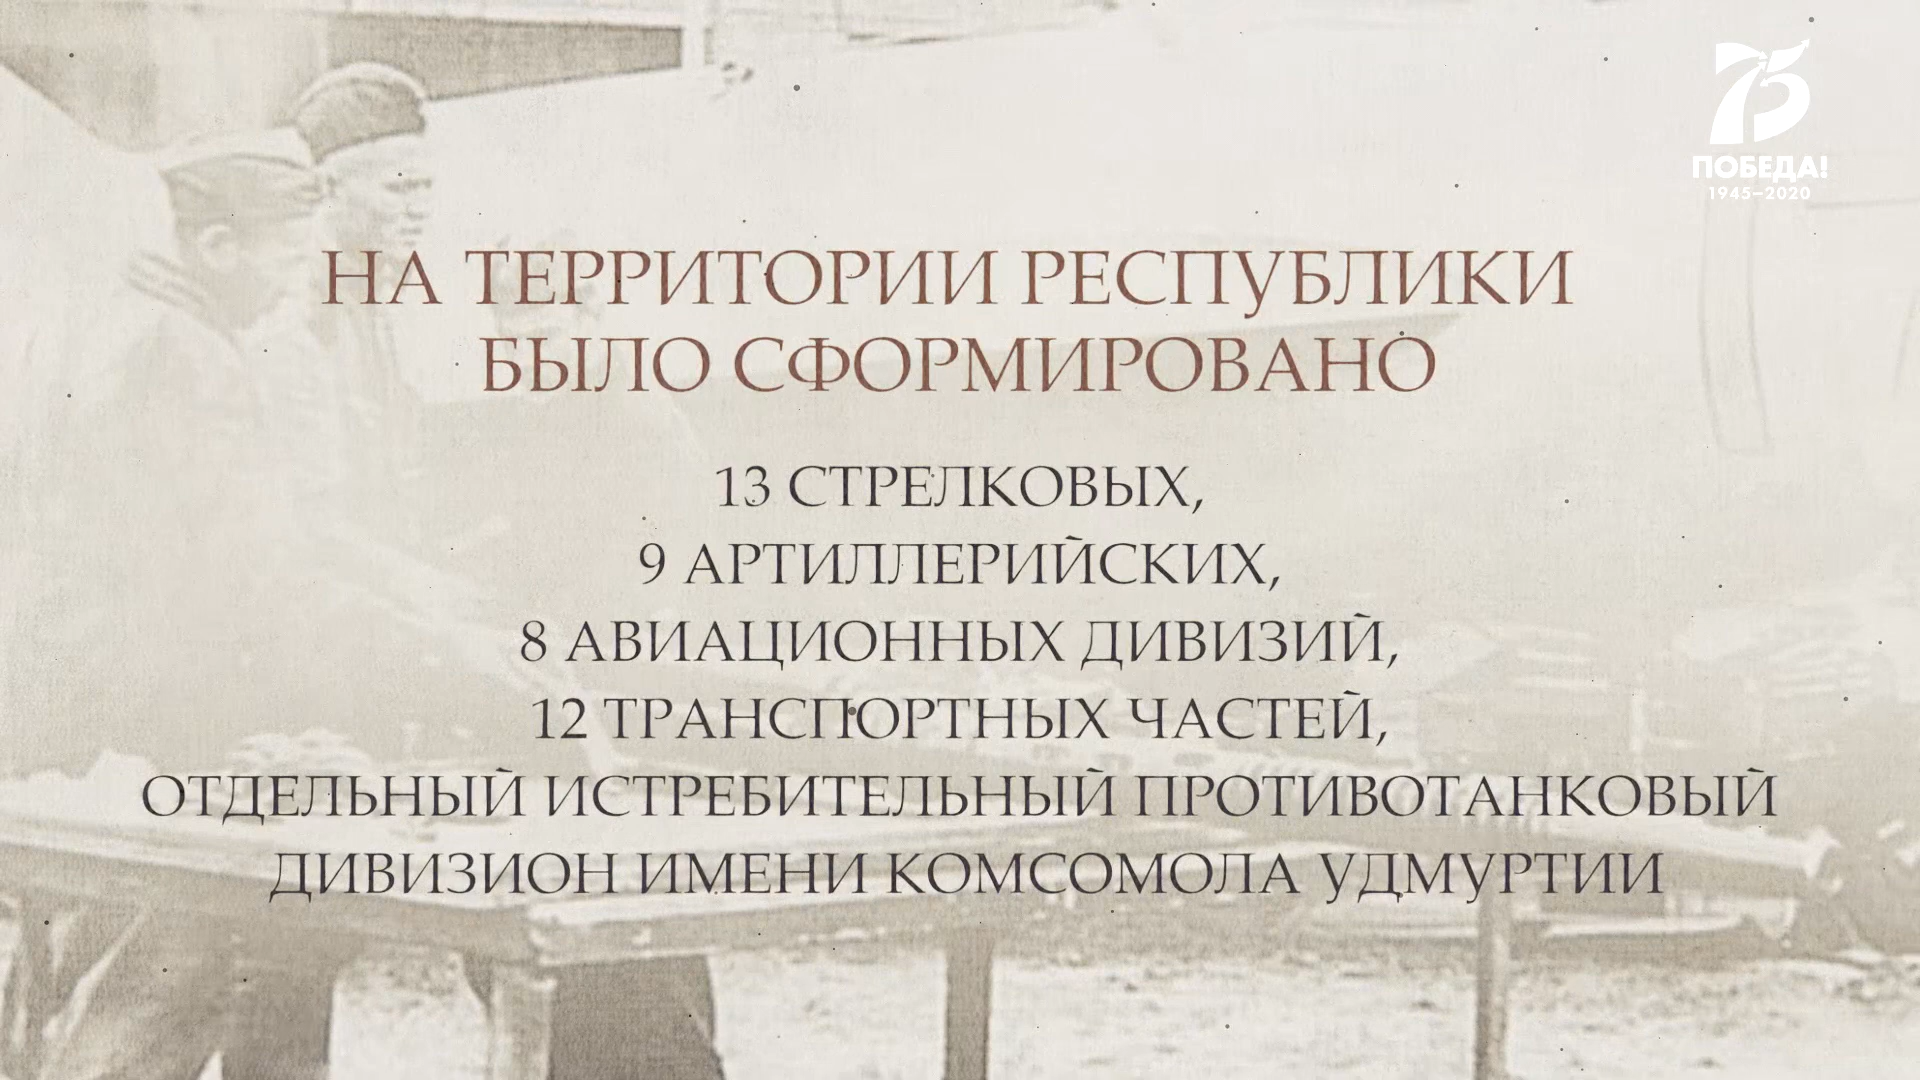 75
ПОБЕДА!
1945–2020
НА ТЕРРИТОРИИ РЕСПУБЛИКИ
БЫЛО СФОРМИРОВАНО
13 СТРЕЛКОВЫХ,
9 АРТИЛЛЕРИЙСКИХ,
8 АВИАЦИОННЫХ ДИВИЗИЙ,
12 ТРАНСПОРТНЫХ ЧАСТЕЙ,
ОТДЕЛЬНЫЙ ИСТРЕБИТЕЛЬНЫЙ ПРОТИВОТАНКОВЫЙ
ДИВИЗИОН ИМЕНИ КОМСОМОЛА УДМУРТИИ